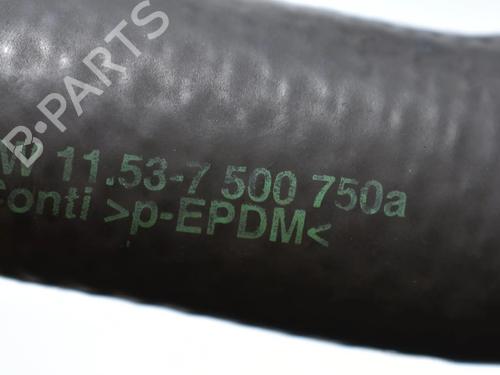 B-PARTS
W 11.53-7 500 750a
Conti >p-EPDM<